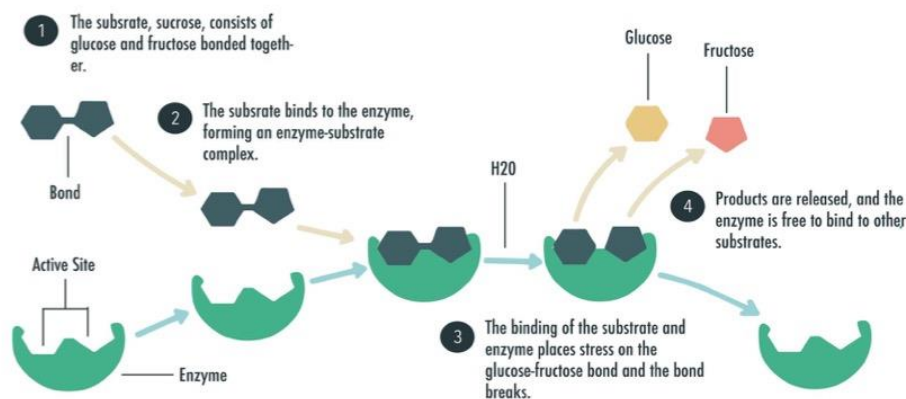 1
The subsrate, sucrose, consists of
glucose and fructose bonded togeth-
er.
Bond
2
The subsrate binds to the enzyme,
forming an enzyme-substrate
complex.
Active Site
Enzyme
H20
3
The binding of the substrate and
enzyme places stress on the
glucose-fructose bond and the bond
breaks.
Glucose
Fructose
4
Products are released, and the
enzyme is free to bind to other
substrates.